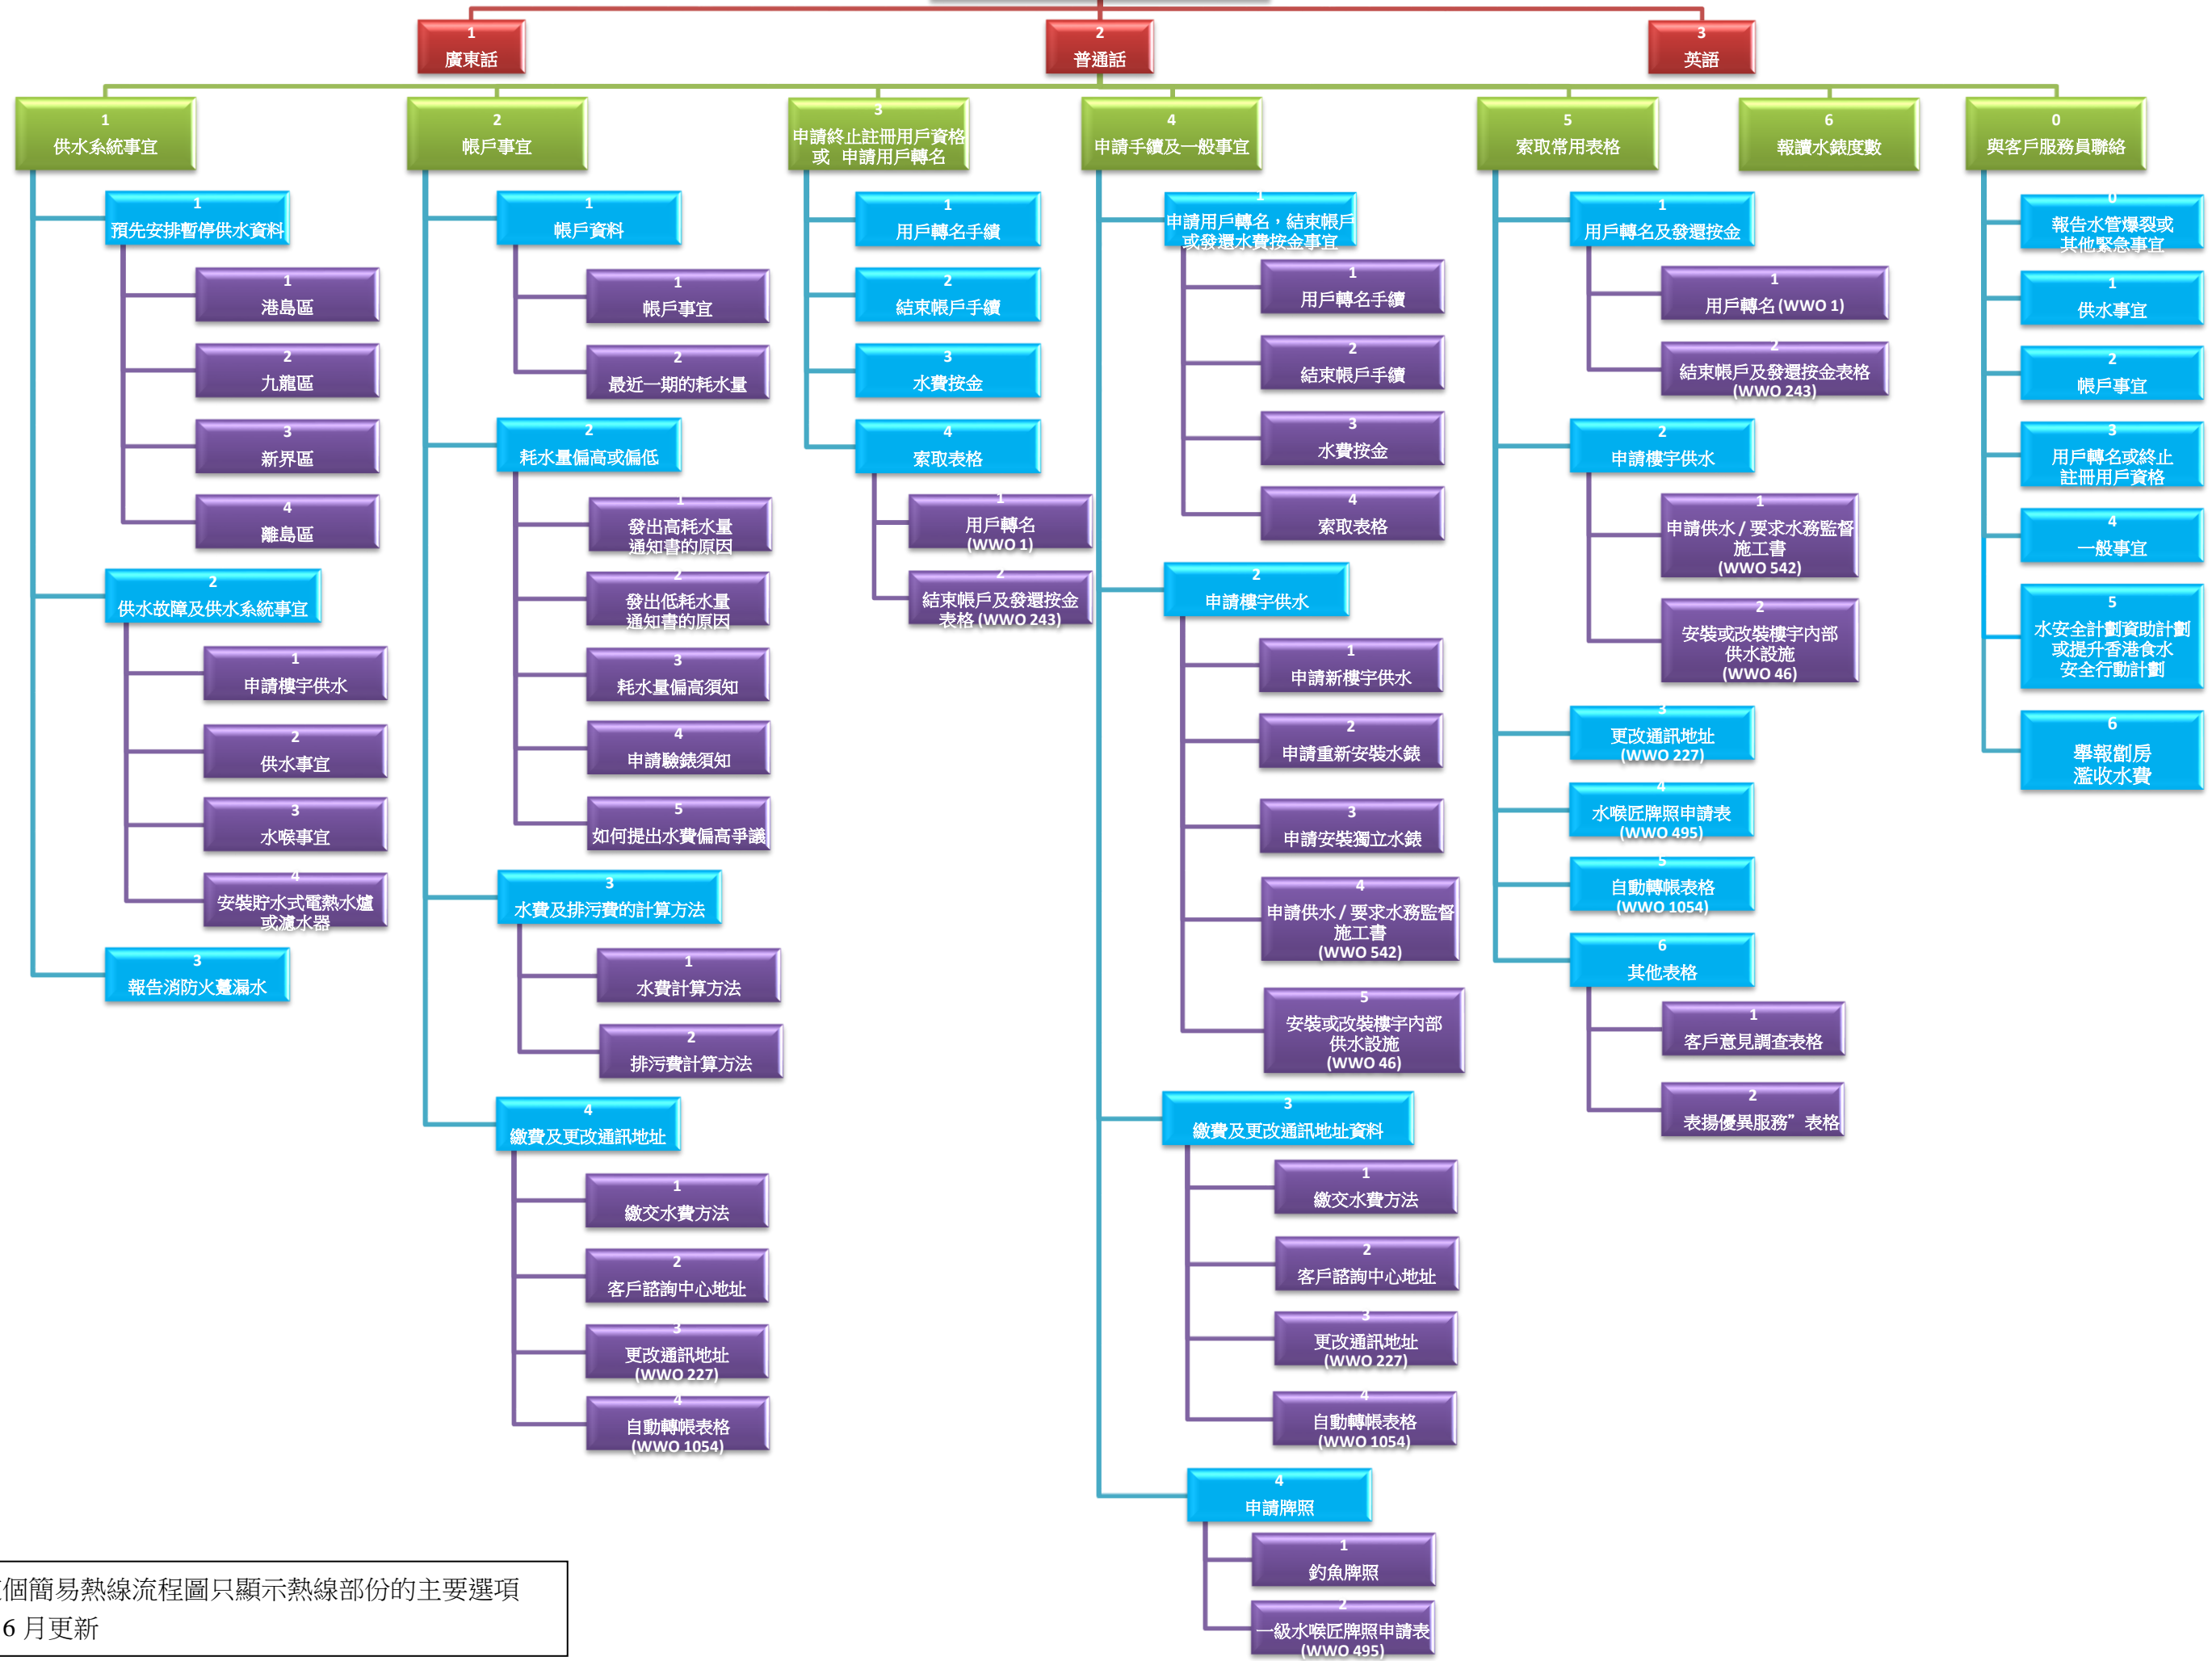 1
廣東話
2
普通話
3
英語
1
供水系統事宜
2
帳戶事宜
3
申請終止註冊用戶資格
或 申請用戶轉名
4
申請手續及一般事宜
5
索取常用表格
6
報讀水錶度數
0
與客戶服務員聯絡
1
預先安排暫停供水資料
1
港島區
2
九龍區
3
新界區
4
離島區
2
供水故障及供水系統事宜
1
申請樓宇供水
2
供水事宜
3
水喉事宜
4
安裝貯水式電熱水爐
或濾水器
3
報告消防火龍漏水
1
帳戶資料
1
帳戶事宜
2
最近一期的耗水量
2
耗水量偏高或偏低
1
發出高耗水量
通知書的原因
2
發出低耗水量
通知書的原因
3
耗水量偏高須知
4
申請驗錶須知
5
如何提出水費偏高爭議
3
水費及排污費的計算方法
1
水費計算方法
2
排污費計算方法
4
繳費及更改通訊地址
1
繳交水費方法
2
客戶諮詢中心地址
3
更改通訊地址
(WWO 227)
4
自動轉帳表格
(WWO 1054)
1
用戶轉名手續
2
結束帳戶手續
3
水費按金
4
索取表格
1
用戶轉名
(WWO 1)
2
結束帳戶及發還按金
表格 (WWO 243)
1
申請用戶轉名，結束帳戶
或發還水費按金事宜
1
用戶轉名手續
2
結束帳戶手續
3
水費按金
4
索取表格
2
申請樓宇供水
1
申請新樓宇供水
2
申請重新安裝水錶
3
申請安裝獨立水錶
4
申請供水 / 要求水務監督
施工書
(WWO 542)
5
安裝或改裝樓宇內部
供水設施
(WWO 46)
3
繳費及更改通訊地址資料
1
繳交水費方法
2
客戶諮詢中心地址
3
更改通訊地址
(WWO 227)
4
自動轉帳表格
(WWO 1054)
4
申請牌照
1
釣魚牌照
2
一級水喉匠牌照申請表
(WWO 495)
1
用戶轉名及發還按金
1
用戶轉名 (WWO 1)
2
結束帳戶及發還按金表格
(WWO 243)
2
申請樓宇供水
1
申請供水 / 要求水務監督
施工書
(WWO 542)
2
安裝或改裝樓宇內部
供水設施
(WWO 46)
3
更改通訊地址
(WWO 227)
4
水喉匠牌照申請表
(WWO 495)
5
自動轉帳表格
(WWO 1054)
6
其他表格
1
客戶意見調查表格
2
表揚優異服務”表格
0
報告水管爆裂或
其他緊急事宜
1
供水事宜
2
帳戶事宜
3
用戶轉名或終止
註冊用戶資格
4
一般事宜
5
水安全計劃資助計劃
或提升香港食水
安全行動計劃
6
舉報劏房
濫收水費
個簡易熱線流程圖只顯示熱線部份的主要選項
6 月更新